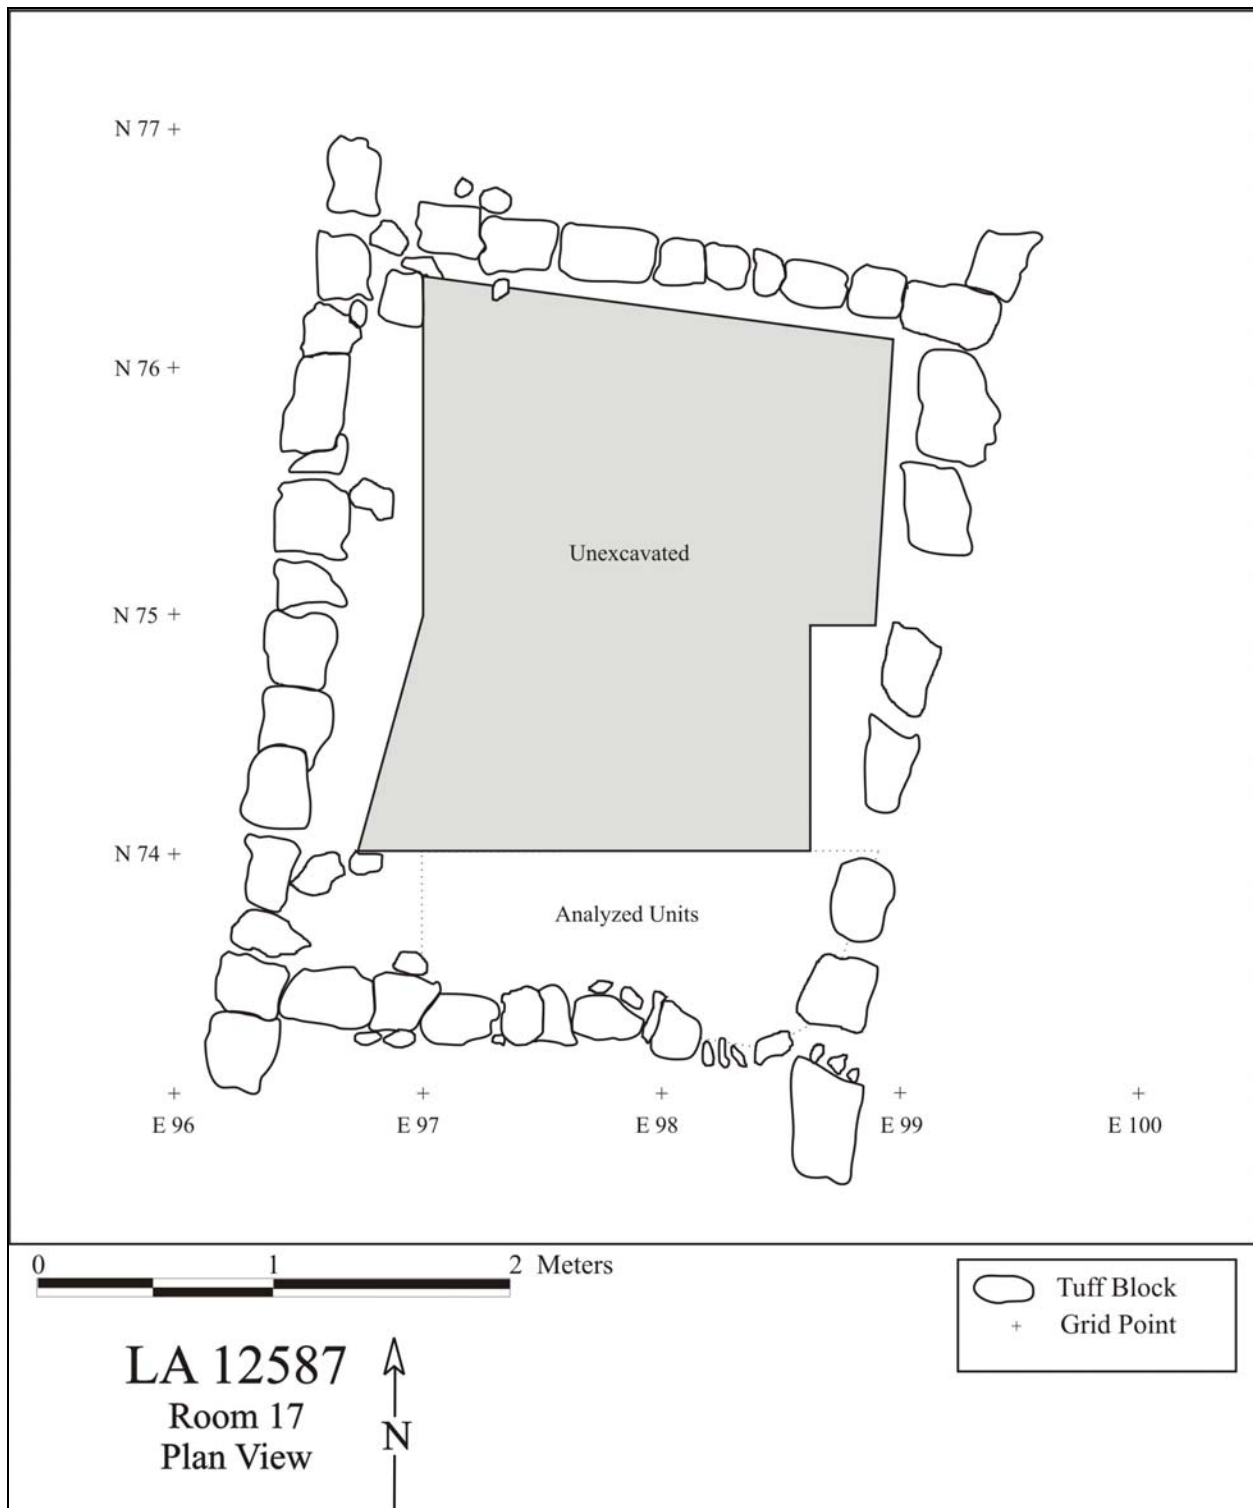 N 77
N 76
Unexcavated
N 75
N 74
Analyzed Units
E 96 E 97 E 98 E 99 E 100
0 1 2 Meters
Tuff Block
Grid Point
LA 12587
Room 17
Plan View
N